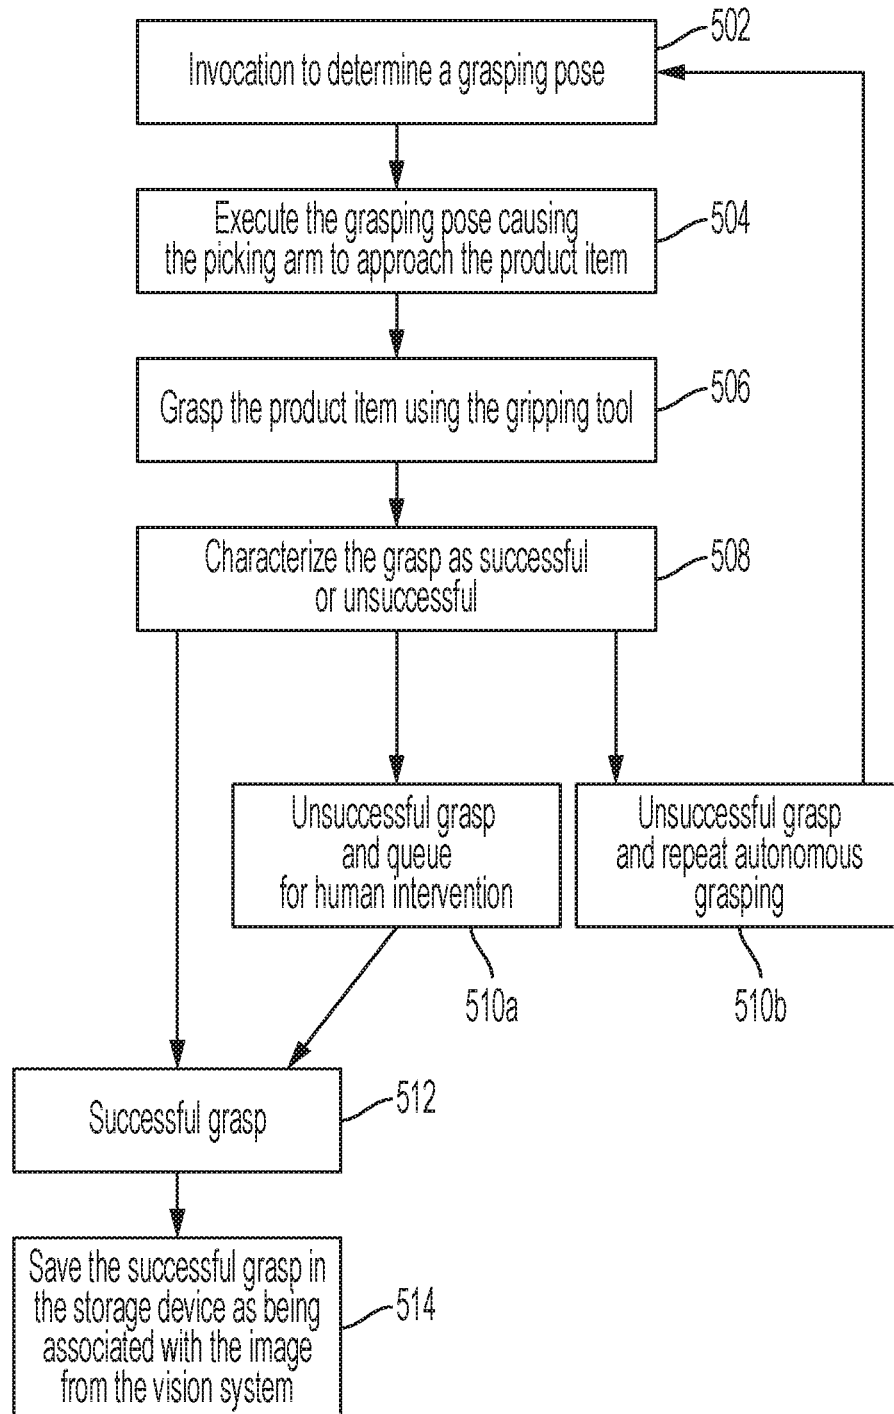 502
Invocation to determine a grasping pose
Execute the grasping pose causing
the picking arm to approach the product item
504
Grasp the product item using the gripping tool
506
Characterize the grasp as successful
or unsuccessful
508
Unsuccessful grasp
and queue
for human intervention
510a
Unsuccessful grasp
and repeat autonomous
grasping
510b
Successful grasp
512
Save the successful grasp in
the storage device as being
associated with the image
from the vision system
514